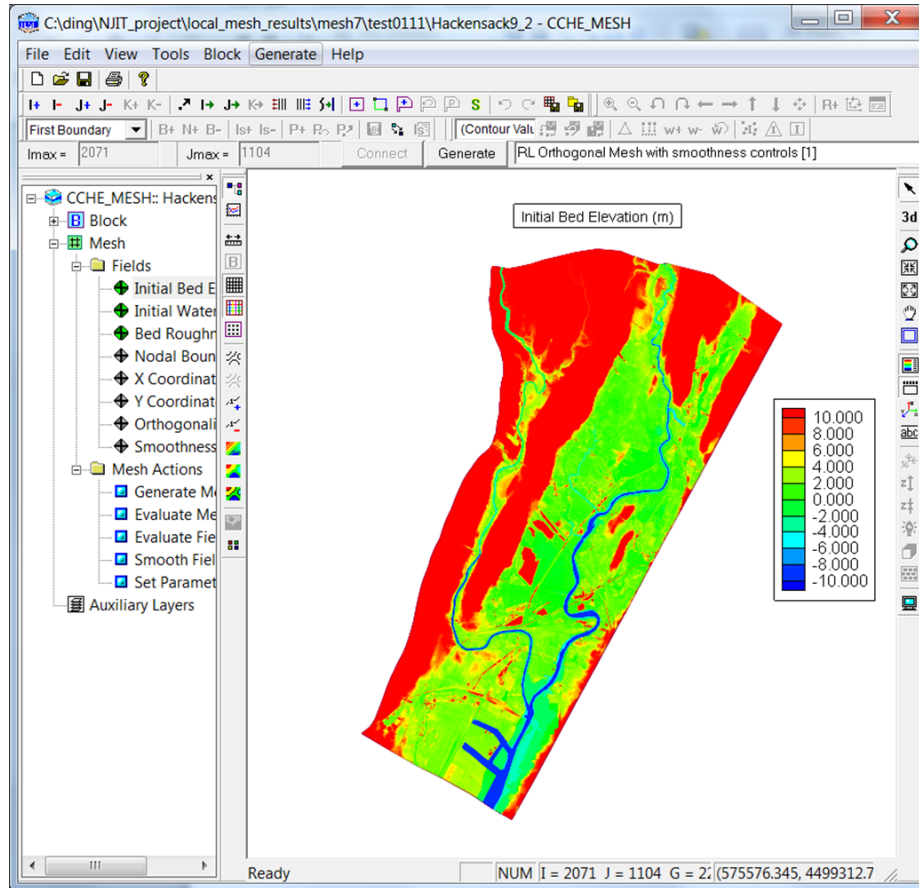 C:\ding\NJIT_project\local_mesh_results\mesh7\test0111\Hackensack9_2 - CCHE_MESH
File Edit View Tools Block Generate Help
I+ I- J+ J- K+ K- I+ J+ K+ S R+
First Boundary B+ N+ B- Is+ Is- P+ (Contour Valu w+ w-
Imax = 2071 Jmax = 1104 Connect Generate RL Orthogonal Mesh with smoothness controls [1]
CCHE_MESH:: Hackens
B Block
Mesh
Fields
Initial Bed E
Initial Water
Bed Roughn
Nodal Boun
X Coordinat
Y Coordinat
Orthogonali
Smoothness
Mesh Actions
Generate Me
Evaluate Me
Evaluate Fie
Smooth Fiel
Set Paramet
Auxiliary Layers
B
Initial Bed Elevation (m)
10.000
8.000
6.000
4.000
2.000
0.000
-2.000
-4.000
-6.000
-8.000
-10.000
3d
abc
Ready NUM I = 2071 J = 1104 G = 22 (575576.345, 4499312.7